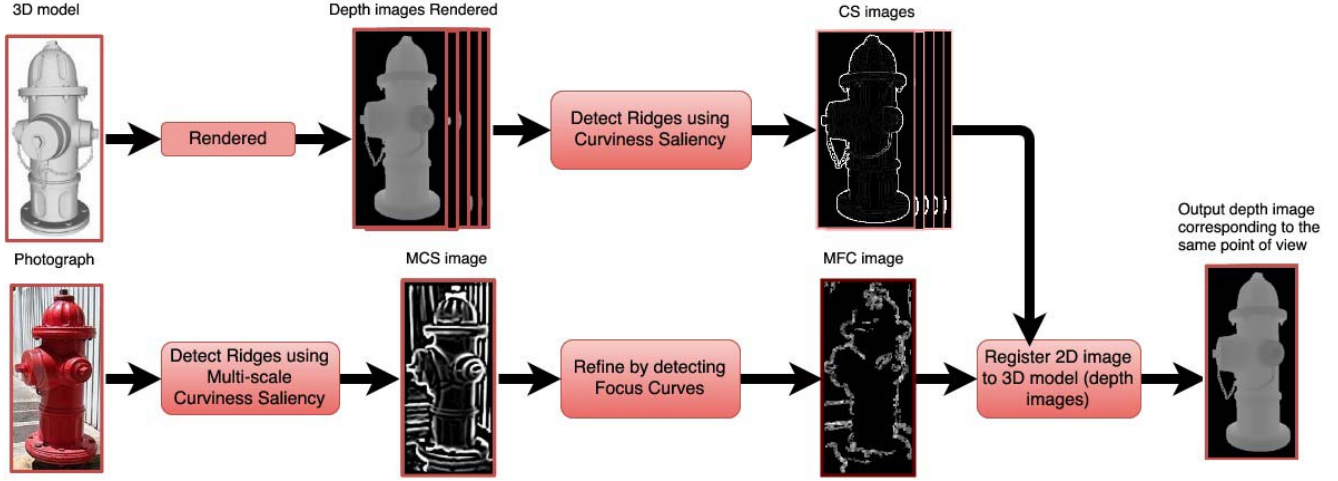 3D model
Depth images Rendered
CS images
Rendered
Detect Ridges using
Curviness Saliency
Output depth image
corresponding to the
same point of view
Photograph
MCS image
MFC image
Detect Ridges using
Multi-scale
Curviness Saliency
Refine by detecting
Focus Curves
Register 2D image
to 3D model (depth
images)